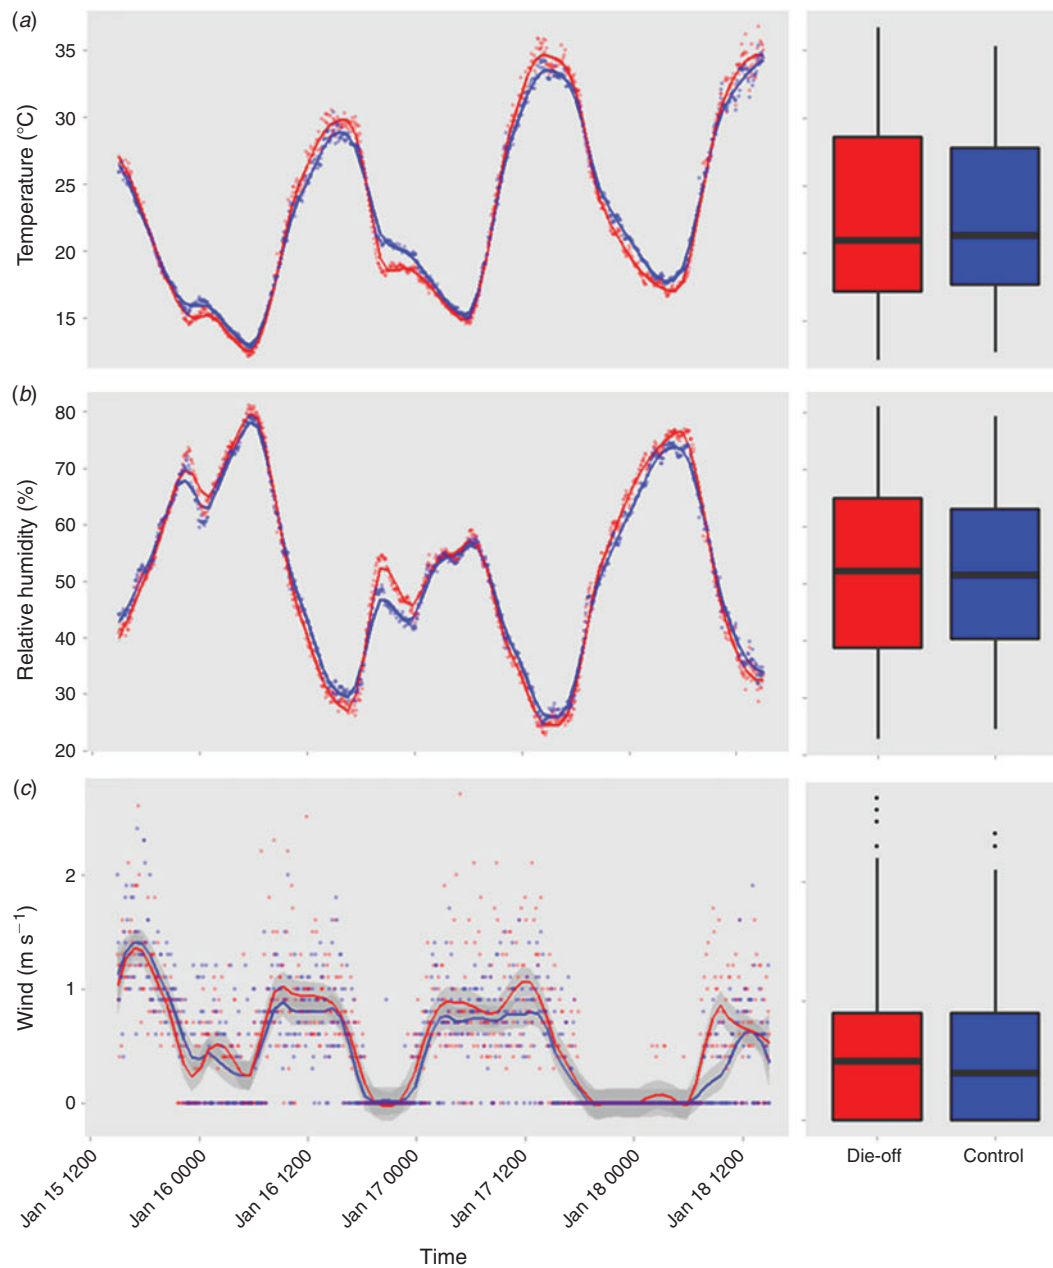 (a)
Temperature (°C)
35
30
25
20
15
(b)
Relative humidity (%)
80
70
60
50
40
30
20
(c)
Wind (m s⁻¹)
2
1
0
Jan 15 1200
Jan 16 0000
Jan 16 1200
Jan 17 0000
Jan 17 1200
Jan 18 0000
Jan 18 1200
Time
Die-off
Control